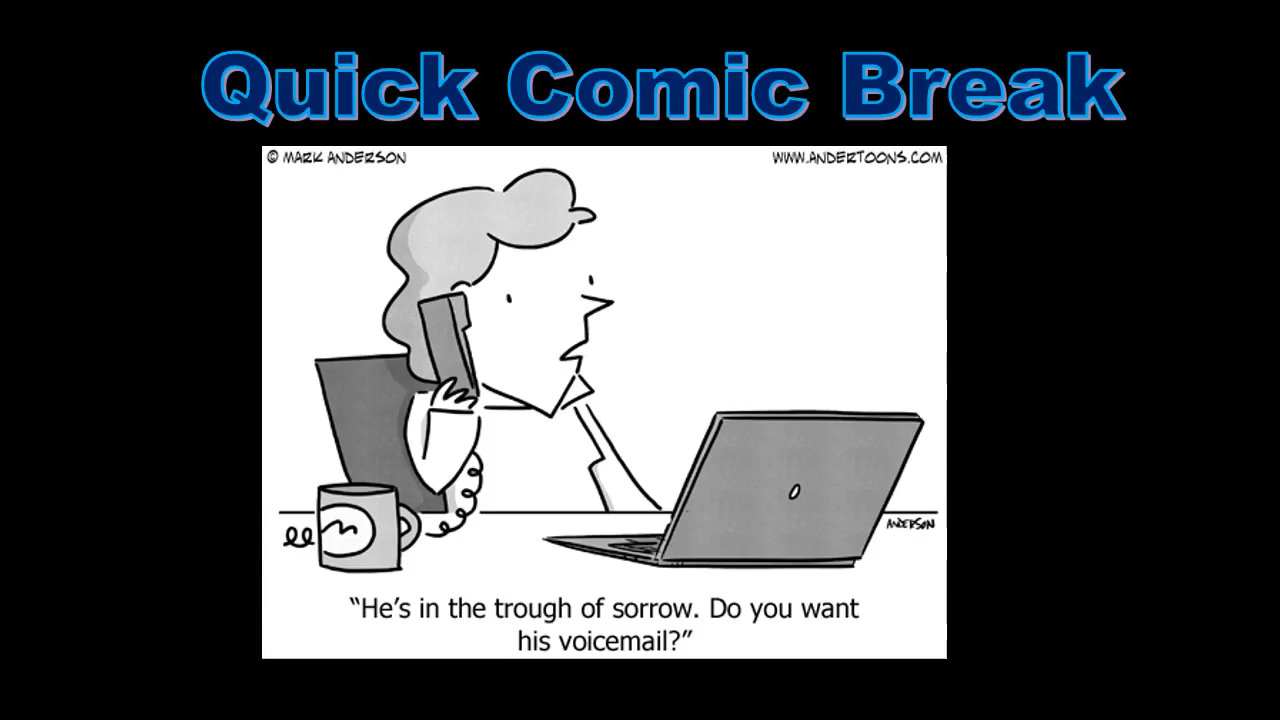 Quick Comic Break
© MARK ANDERSON
WWW.ANDERTOONS.COM
ANDERSON
“He’s in the trough of sorrow. Do you want
his voicemail?”